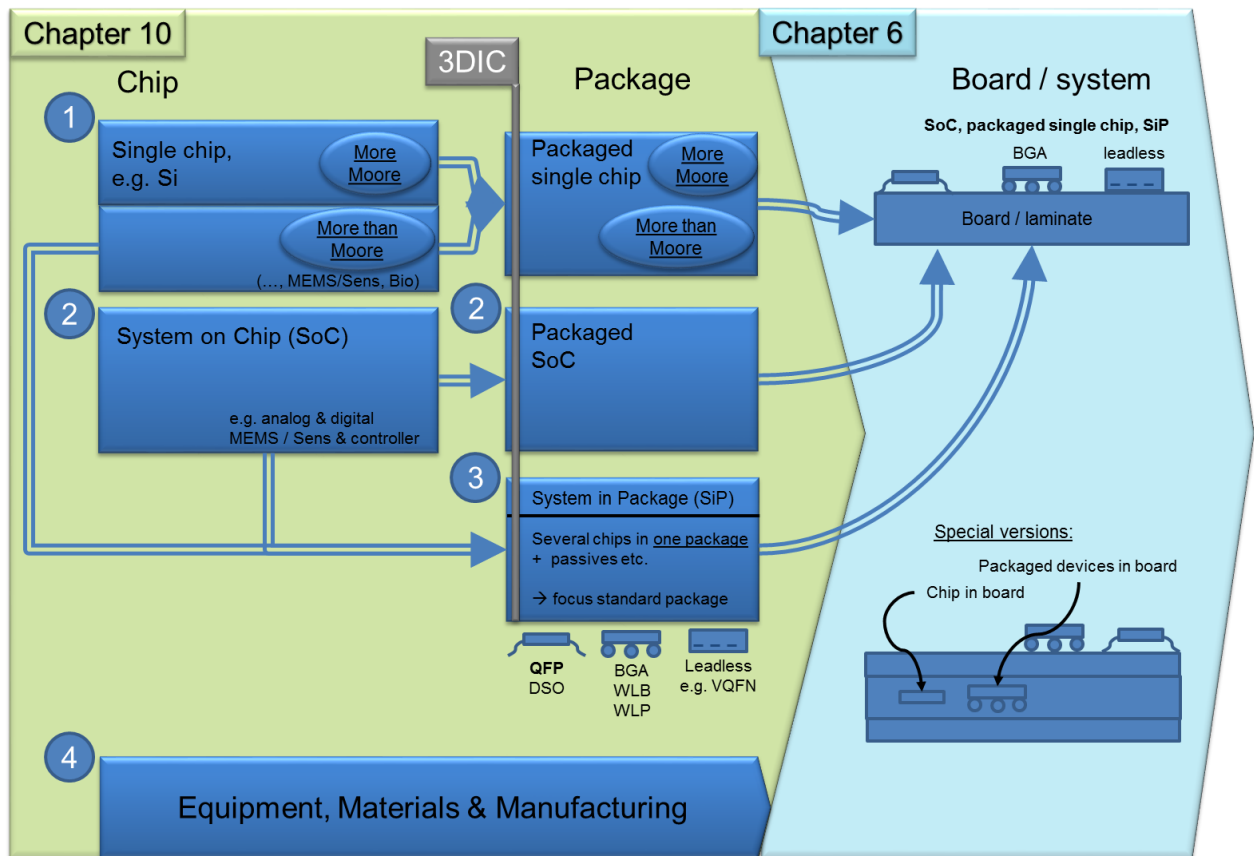 Chapter 10
Chapter 6
3DIC
Chip
Package
Board / system
1
Single chip,
e.g. Si
More
Moore
More than
Moore
(…, MEMS/Sens, Bio)
Packaged
single chip
More
Moore
More than
Moore
SoC, packaged single chip, SiP
BGA
leadless
Board / laminate
2
System on Chip (SoC)
e.g. analog & digital
MEMS / Sens & controller
2
Packaged
SoC
3
System in Package (SiP)
Several chips in one package
+ passives etc.
→ focus standard package
QFP
DSO
BGA
WLB
WLP
Leadless
e.g. VQFN
Special versions:
Packaged devices in board
Chip in board
4
Equipment, Materials & Manufacturing